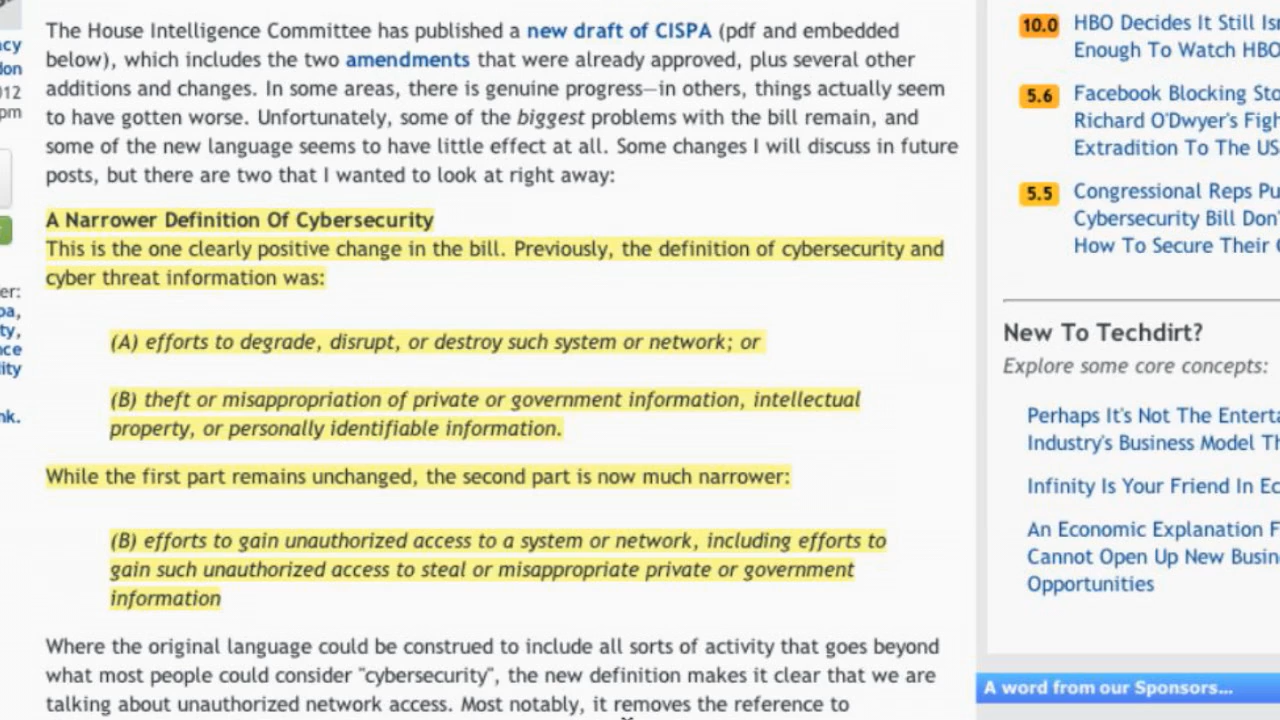 The House Intelligence Committee has published a new draft of CISPA (pdf and embedded
below), which includes the two amendments that were already approved, plus several other
additions and changes. In some areas, there is genuine progress—in others, things actually seem
to have gotten worse. Unfortunately, some of the biggest problems with the bill remain, and
some of the new language seems to have little effect at all. Some changes I will discuss in future
posts, but there are two that I wanted to look at right away:
A Narrower Definition Of Cybersecurity
This is the one clearly positive change in the bill. Previously, the definition of cybersecurity and
cyber threat information was:
(A) efforts to degrade, disrupt, or destroy such system or network; or
(B) theft or misappropriation of private or government information, intellectual
property, or personally identifiable information.
While the first part remains unchanged, the second part is now much narrower:
(B) efforts to gain unauthorized access to a system or network, including efforts to
gain such unauthorized access to steal or misappropriate private or government
information
Where the original language could be construed to include all sorts of activity that goes beyond
what most people could consider "cybersecurity", the new definition makes it clear that we are
talking about unauthorized network access. Most notably, it removes the reference to
10.0 HBO Decides It Still
Enough To Watch HBO
5.6 Facebook Blocking
Richard O'Dwyer's
Extradition To The US
5.5 Congressional Reps
Cybersecurity Bill
How To Secure Their
New To Techdirt?
Explore some core concepts:
Perhaps It's Not The
Industry's Business Model
Infinity Is Your Friend In
An Economic Explanation
Cannot Open Up New
Opportunities
A word from our Sponsors...